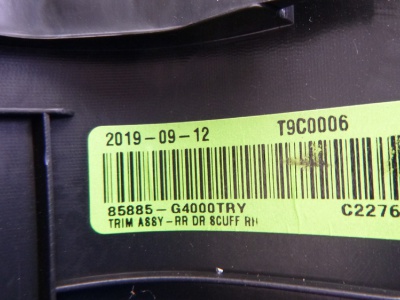 2019-09-12 T9C0006
85885-G4000TRY C2276
TRIM ASSY-RR DR SCUFF RH